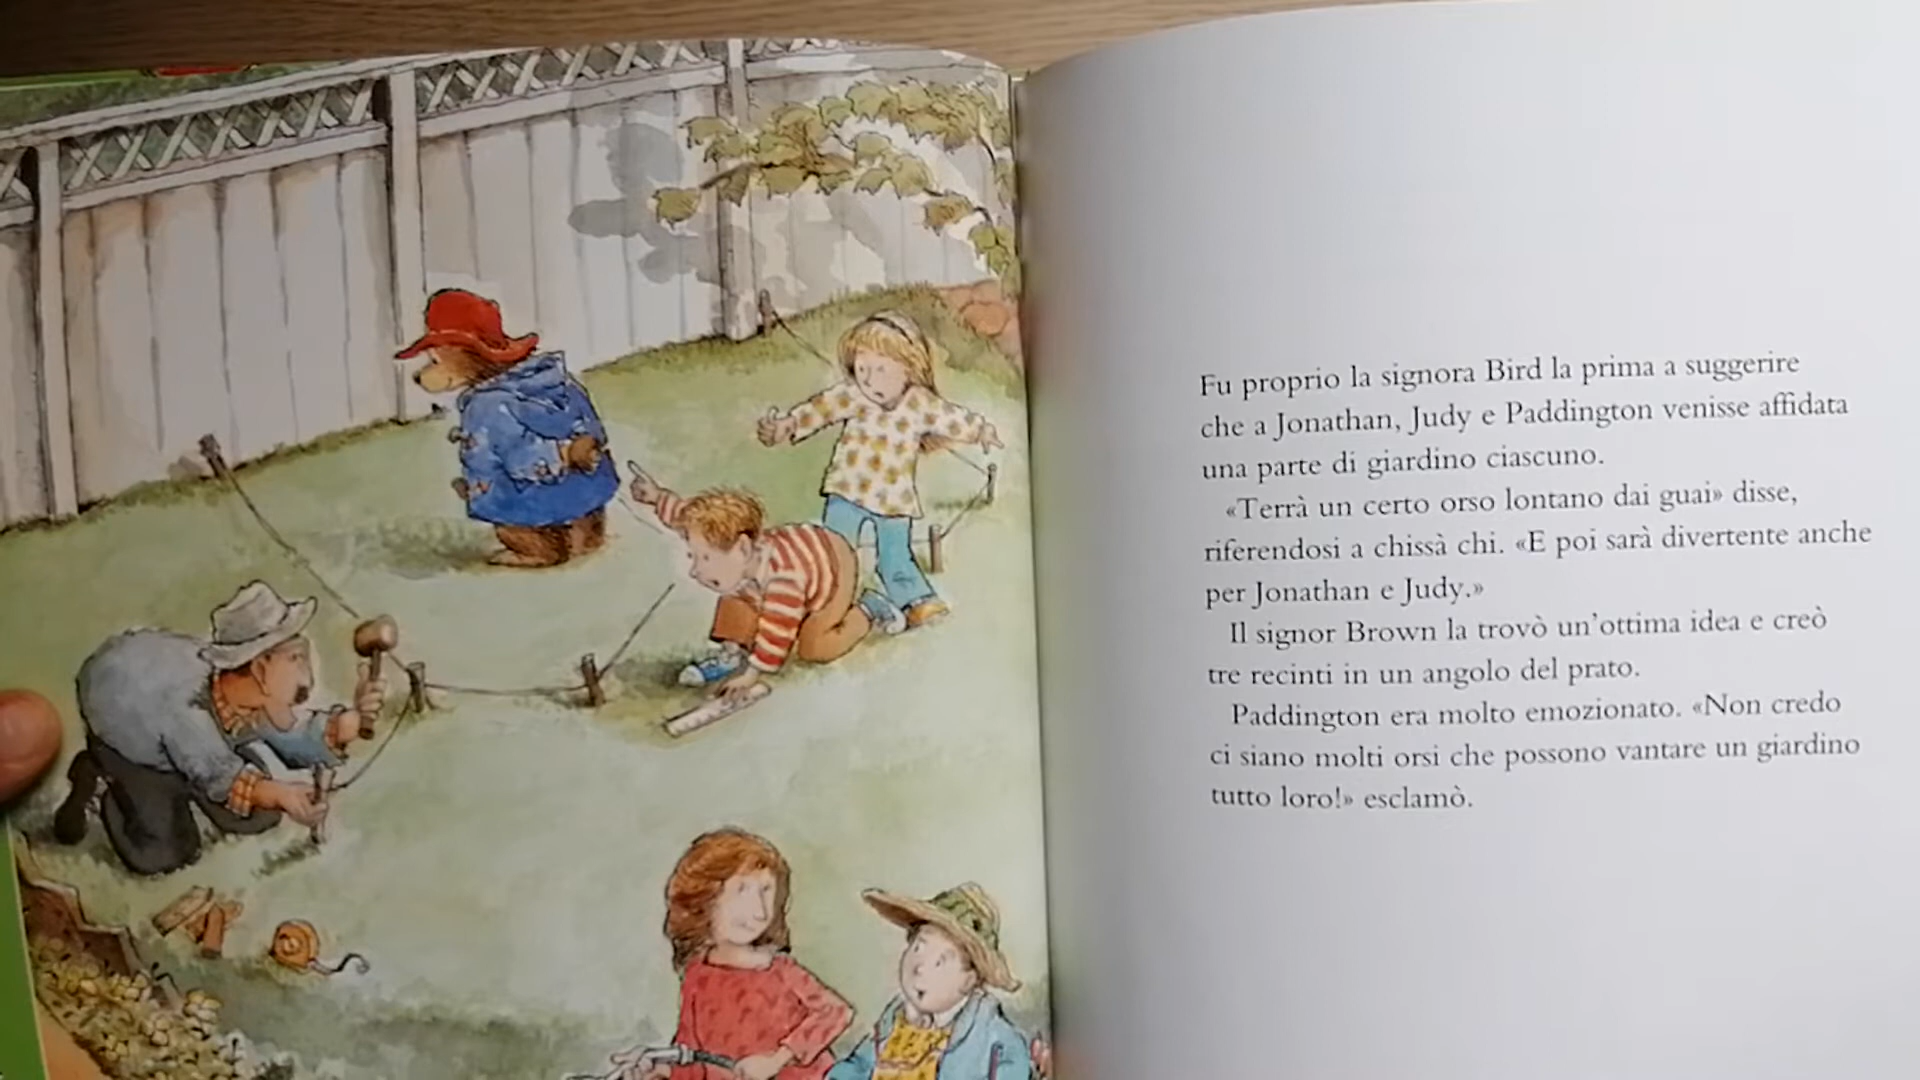 Fu proprio la signora Bird la prima a suggerire
che a Jonathan, Judy e Paddington venisse affidata
una parte di giardino ciascuno.
«Terrà un certo orso lontano dai guai» disse,
riferendosi a chissà chi. «E poi sarà divertente anche
per Jonathan e Judy.»
Il signor Brown la trovò un'ottima idea e creò
tre recinti in un angolo del prato.
Paddington era molto emozionato. «Non credo
ci siano molti orsi che possono vantare un giardino
tutto loro!» esclamò.